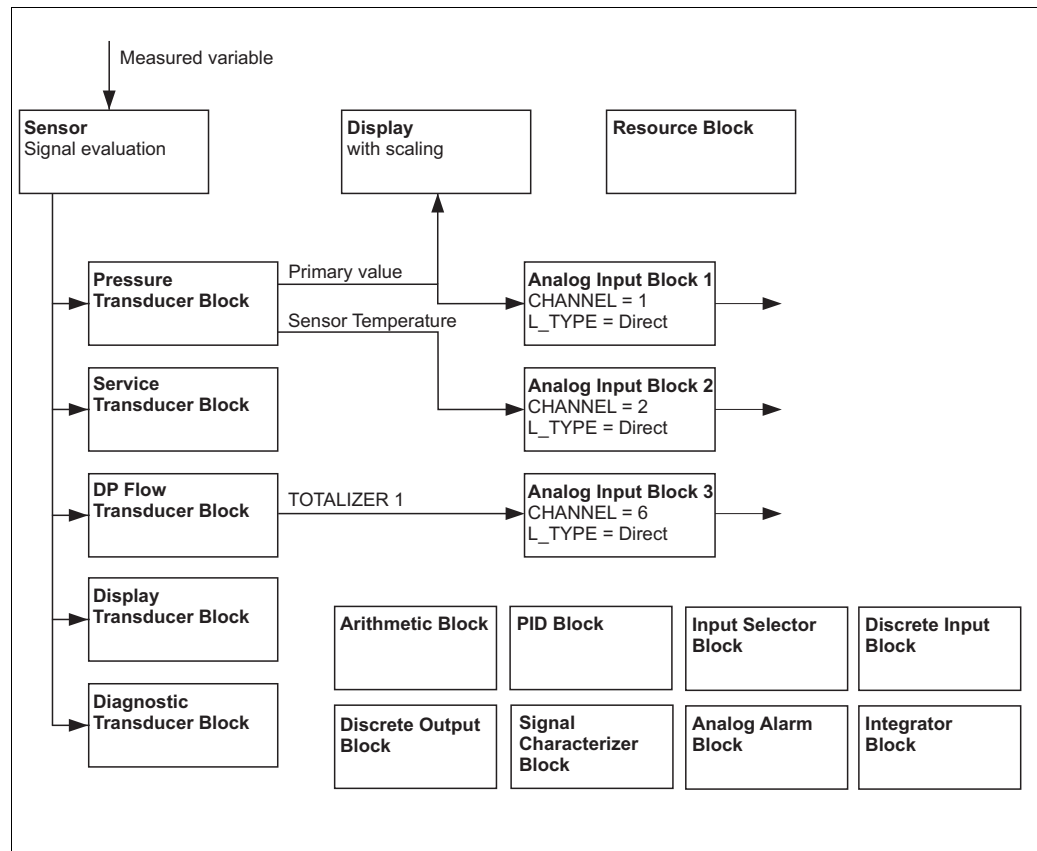 Measured variable
Sensor
Signal evaluation
Display
with scaling
Resource Block
Pressure
Transducer Block
Primary value
Sensor Temperature
Analog Input Block 1
CHANNEL = 1
L_TYPE = Direct
Service
Transducer Block
Analog Input Block 2
CHANNEL = 2
L_TYPE = Direct
DP Flow
Transducer Block
TOTALIZER 1
Analog Input Block 3
CHANNEL = 6
L_TYPE = Direct
Display
Transducer Block
Arithmetic Block
PID Block
Input Selector
Block
Discrete Input
Block
Diagnostic
Transducer Block
Discrete Output
Block
Signal
Characterizer
Block
Analog Alarm
Block
Integrator
Block